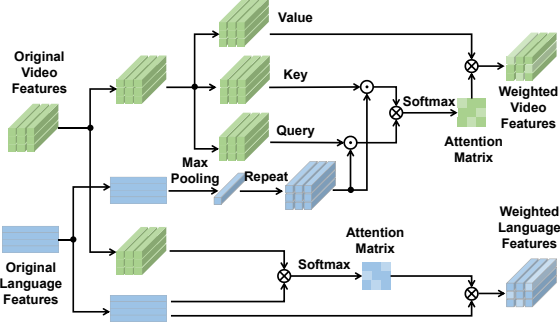 Original
Video
Features
Value
Key
Query
Softmax
Attention
Matrix
Weighted
Video
Features
Max
Pooling
Repeat
Original
Language
Features
Softmax
Attention
Matrix
Weighted
Language
Features